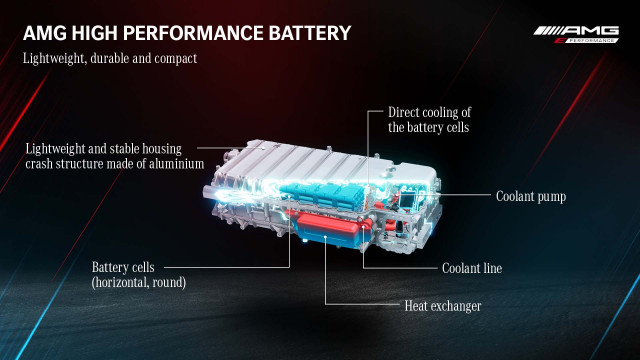 AMG HIGH PERFORMANCE BATTERY
Lightweight, durable and compact
AMG
E PERFORMANCE
Direct cooling of
the battery cells
Lightweight and stable housing
crash structure made of aluminium
Coolant pump
Battery cells
(horizontal, round)
Coolant line
Heat exchanger